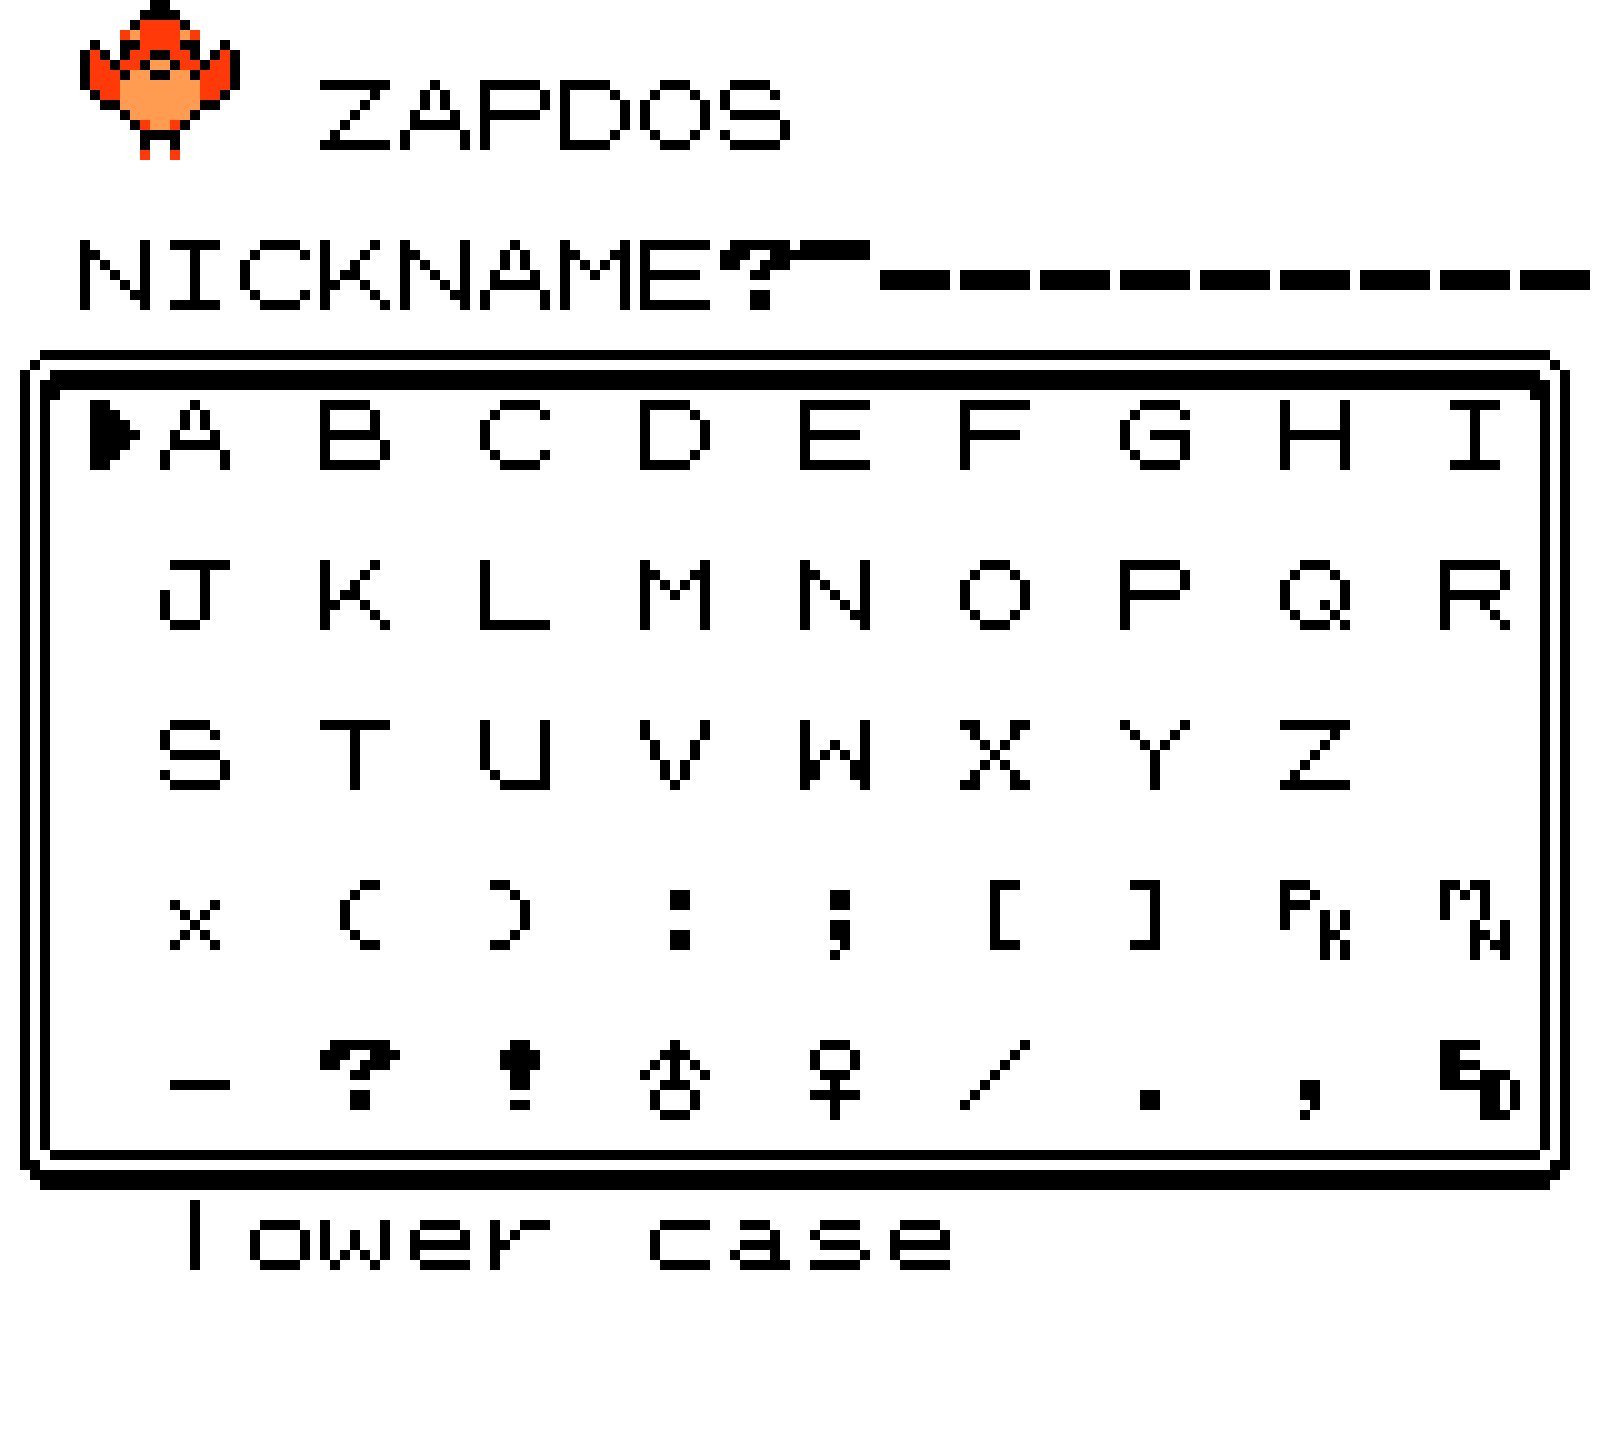 ZAPDOS
NICKNAME?
A B C D E F G H I
J K L M N O P Q R
S T U V W X Y Z
× ( ) : ; [ ] PK MN
- ? ! ♂ ♀ / . , ED
lower case